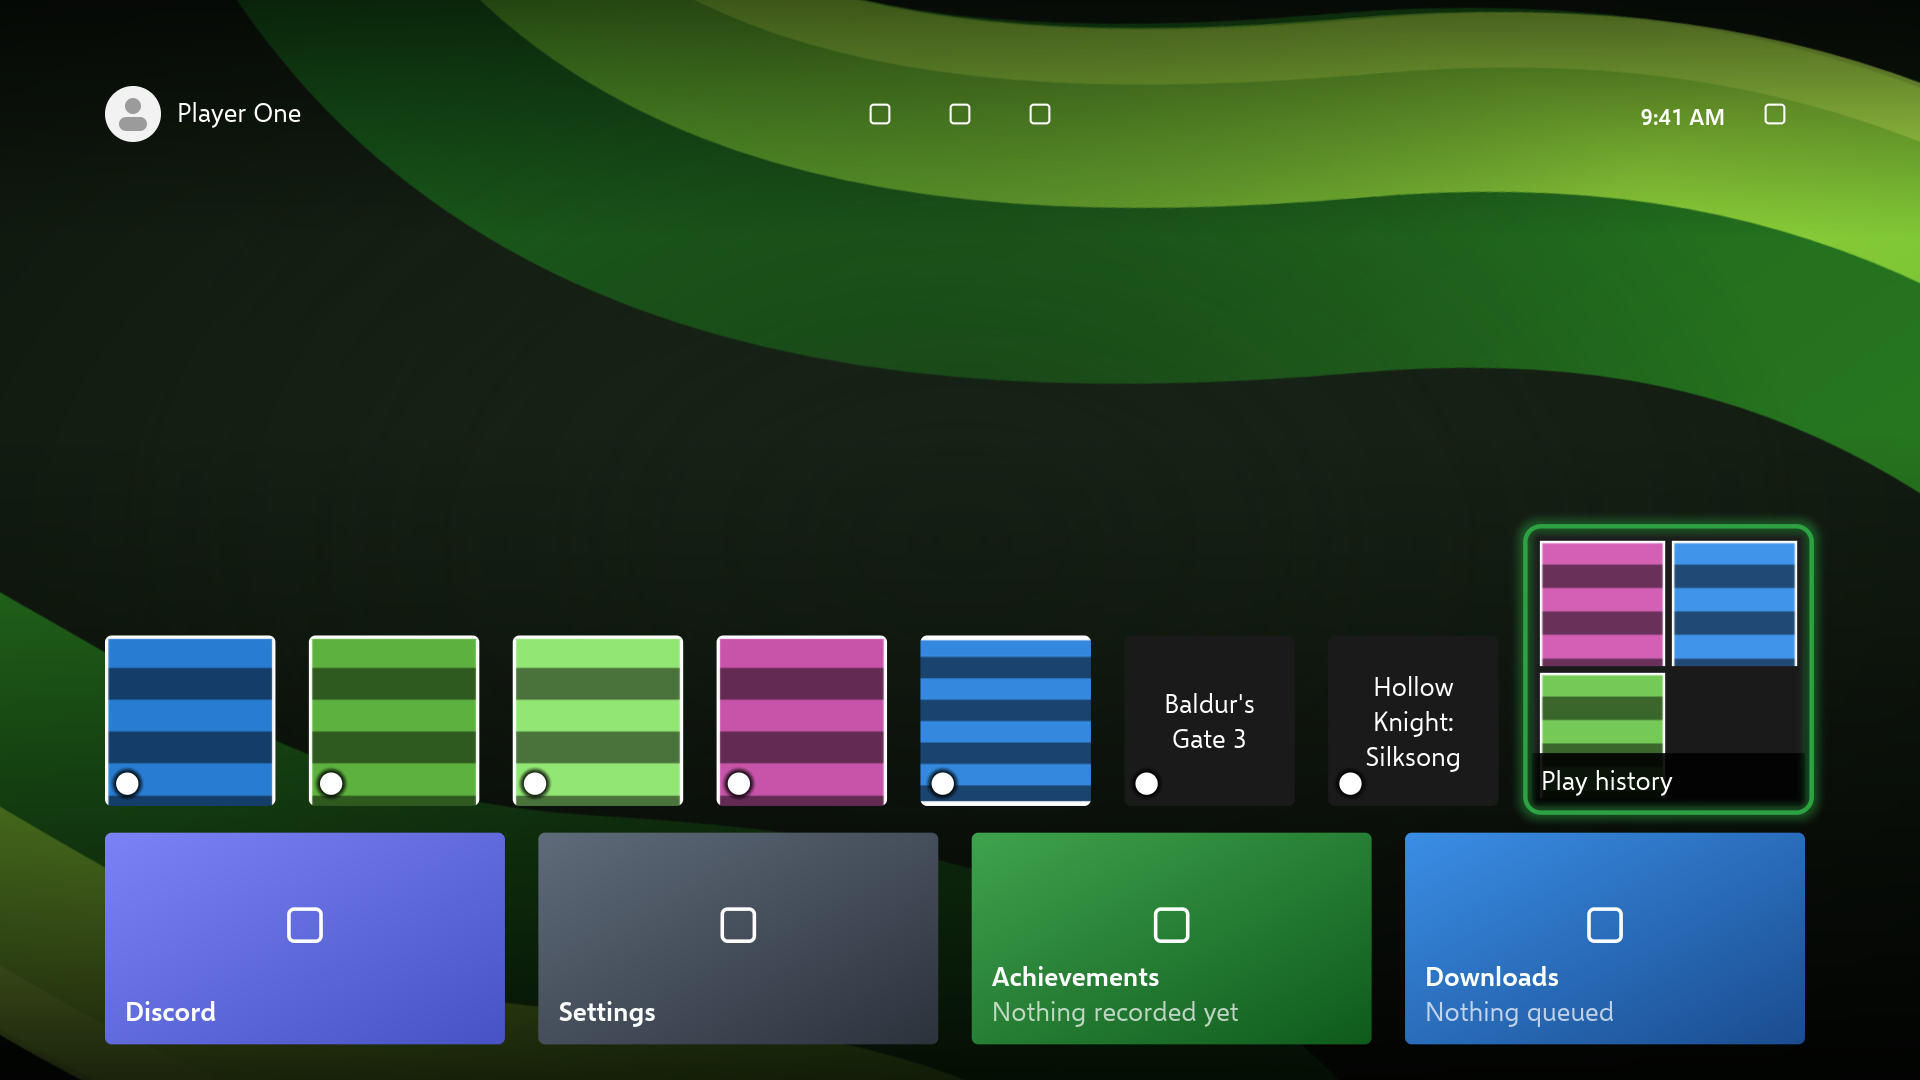 Player One
9:41 AM
Baldur's
Gate 3
Hollow
Knight:
Silksong
Play history
Discord
Settings
Achievements
Nothing recorded yet
Downloads
Nothing queued